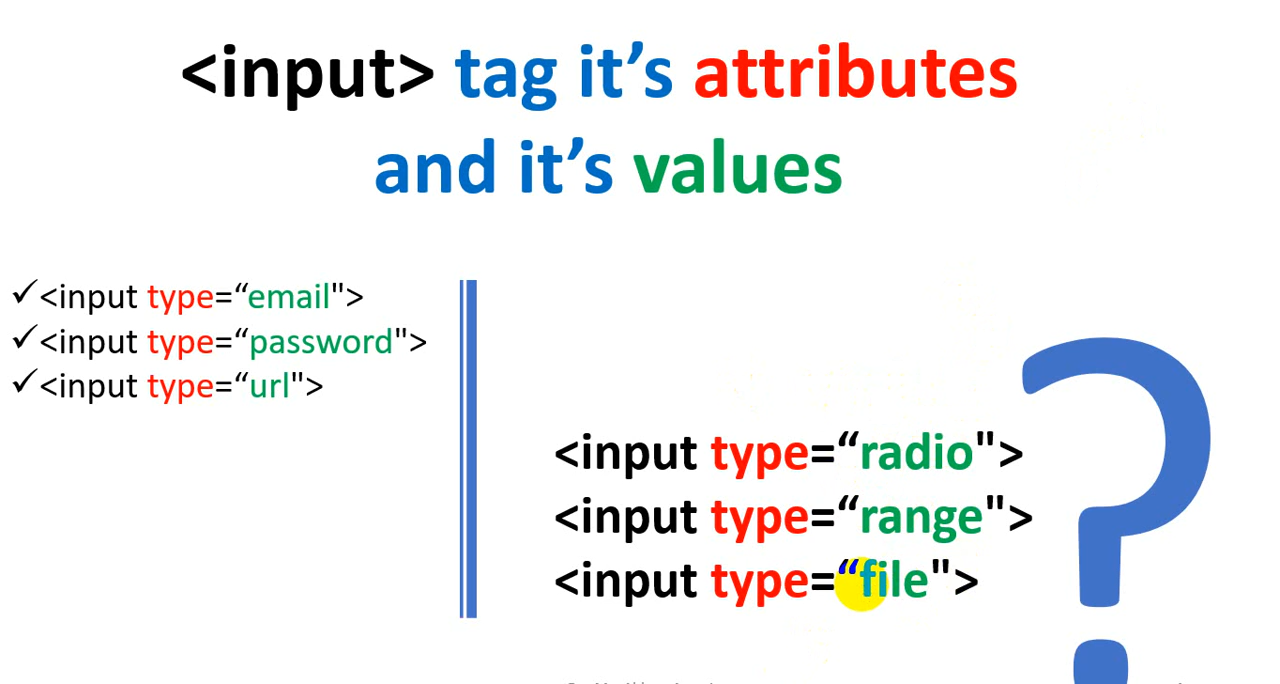 <input> tag it’s attributes
and it’s values
✓<input type=“email">
✓<input type=“password">
✓<input type=“url">
<input type=“radio">
<input type=“range">
<input type=“file">
?